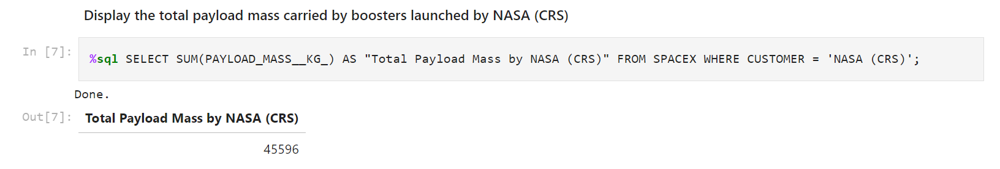 Display the total payload mass carried by boosters launched by NASA (CRS)
In [7]: %sql SELECT SUM(PAYLOAD_MASS__KG_) AS "Total Payload Mass by NASA (CRS)" FROM SPACEX WHERE CUSTOMER = 'NASA (CRS)';
Done.
Out[7]: Total Payload Mass by NASA (CRS)
45596